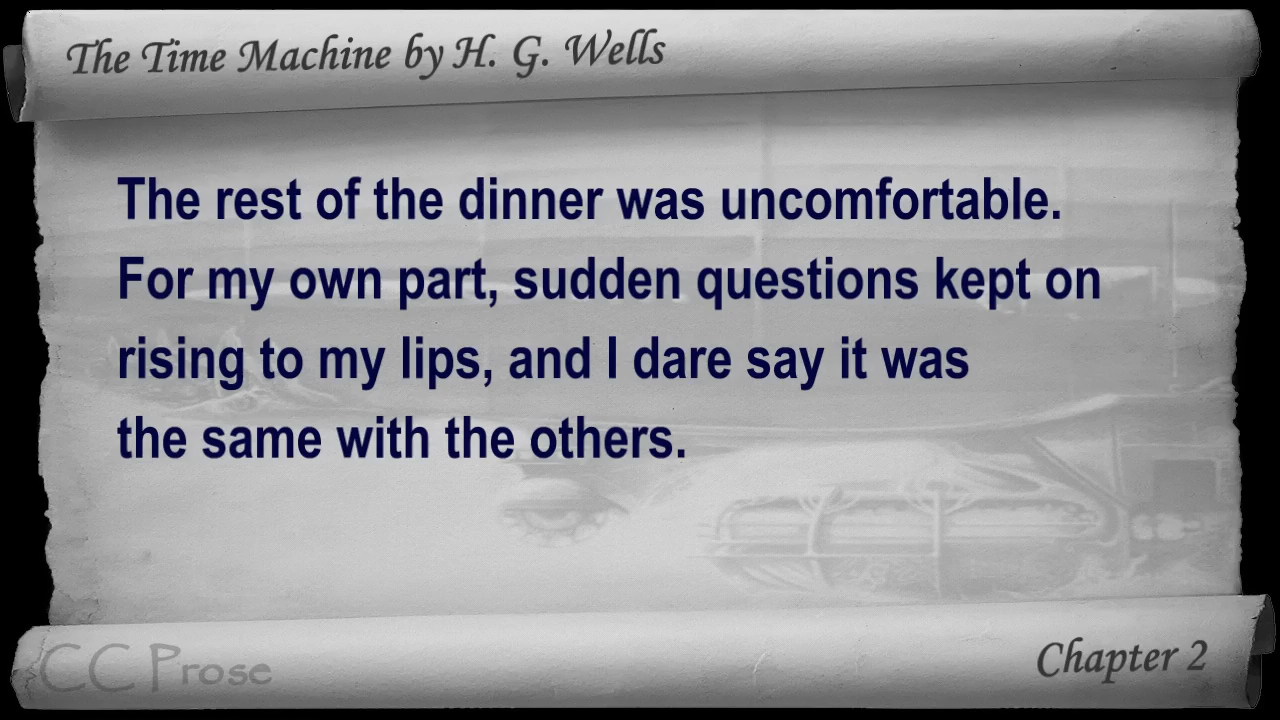 The Time Machine by H. G. Wells
The rest of the dinner was uncomfortable.
For my own part, sudden questions kept on
rising to my lips, and I dare say it was
the same with the others.
CC Prose
Chapter 2